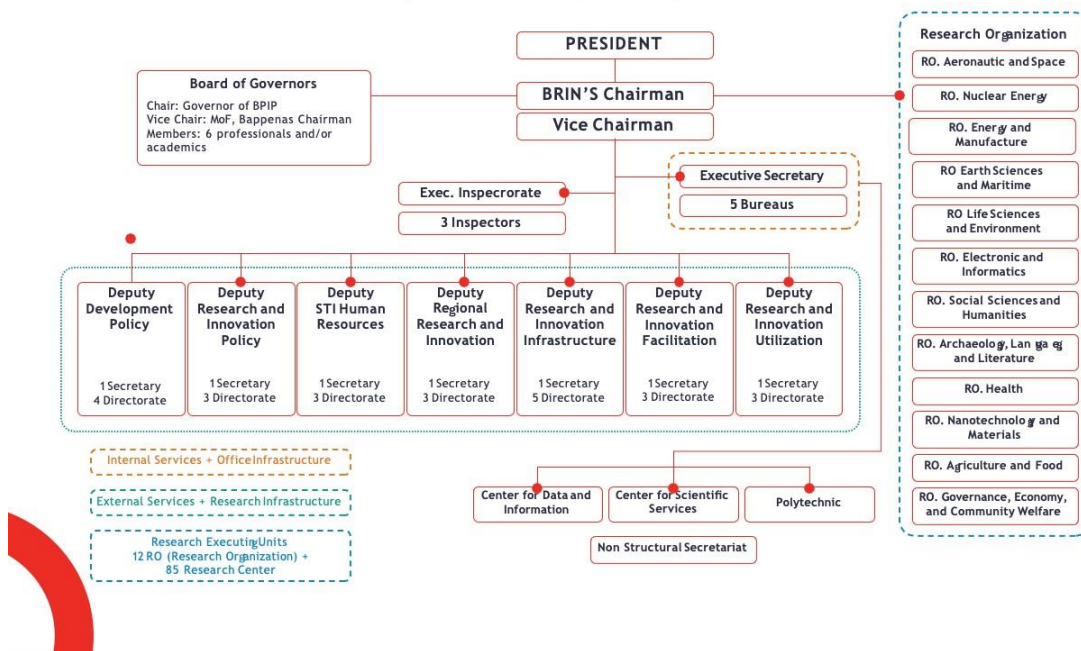 PRESIDENT
Board of Governors
Chair: Governor of BPIP
Vice Chair: MoF, Bappenas Chairman
Members: 6 professionals and/or
academics
BRIN'S Chairman
Vice Chairman
Executive Secretary
5 Bureaus
Exec. Inspecrorate
3 Inspectors
Deputy
Development
Policy
1 Secretary
4 Directorate
Deputy
Research and
Innovation
Policy
1 Secretary
3 Directorate
Deputy
STI Human
Resources
1 Secretary
3 Directorate
Deputy
Regional
Research and
Innovation
1 Secretary
3 Directorate
Deputy
Research and
Innovation
Infrastructure
1 Secretary
5 Directorate
Deputy
Research and
Innovation
Facilitation
1 Secretary
3 Directorate
Deputy
Research and
Innovation
Utilization
1 Secretary
3 Directorate
Internal Services + Office Infrastructure
External Services + Research Infrastructure
Research Executing Units
12 RO (Research Organization) +
85 Research Center
Center for Data and
Information
Center for Scientific
Services
Polytechnic
Non Structural Secretariat
Research Organization
RO. Aeronautic and Space
RO. Nuclear Energy
RO. Energy and
Manufacture
RO Earth Sciences
and Maritime
RO Life Sciences
and Environment
RO. Electronic and
Informatics
RO. Social Sciences and
Humanities
RO. Archaeology, Language
and Literature
RO. Health
RO. Nanotechnology and
Materials
RO. Agriculture and Food
RO. Governance, Economy,
and Community Welfare